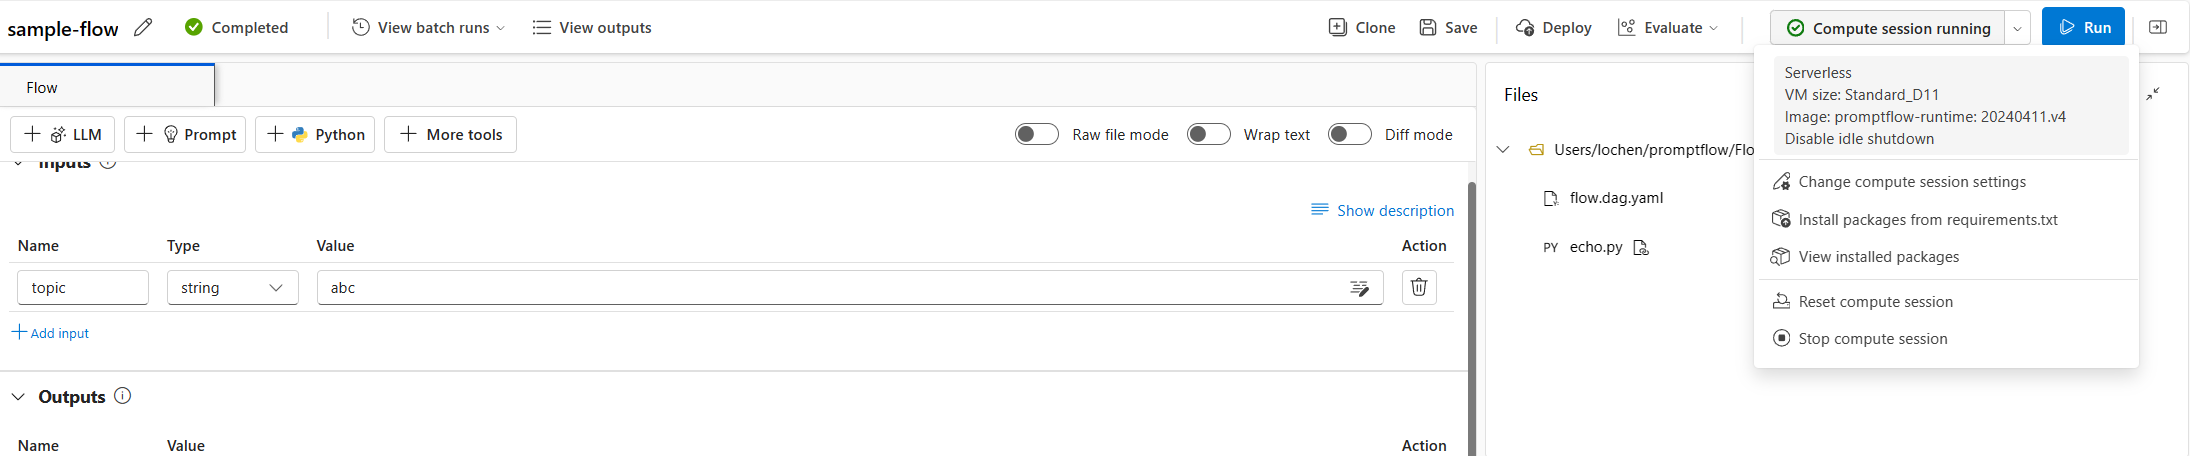 sample-flow
Completed
View batch runs
View outputs
Clone
Save
Deploy
Evaluate
Compute session running
Run
Flow
LLM
Prompt
Python
More tools
Raw file mode
Wrap text
Diff mode
Inputs
Show description
Name Type Value Action
topic string abc
Add input
Outputs
Name Value Action
Files
Users/lochen/promptflow/Flo
flow.dag.yaml
PY echo.py
Serverless
VM size: Standard_D11
Image: promptflow-runtime: 20240411.v4
Disable idle shutdown
Change compute session settings
Install packages from requirements.txt
View installed packages
Reset compute session
Stop compute session